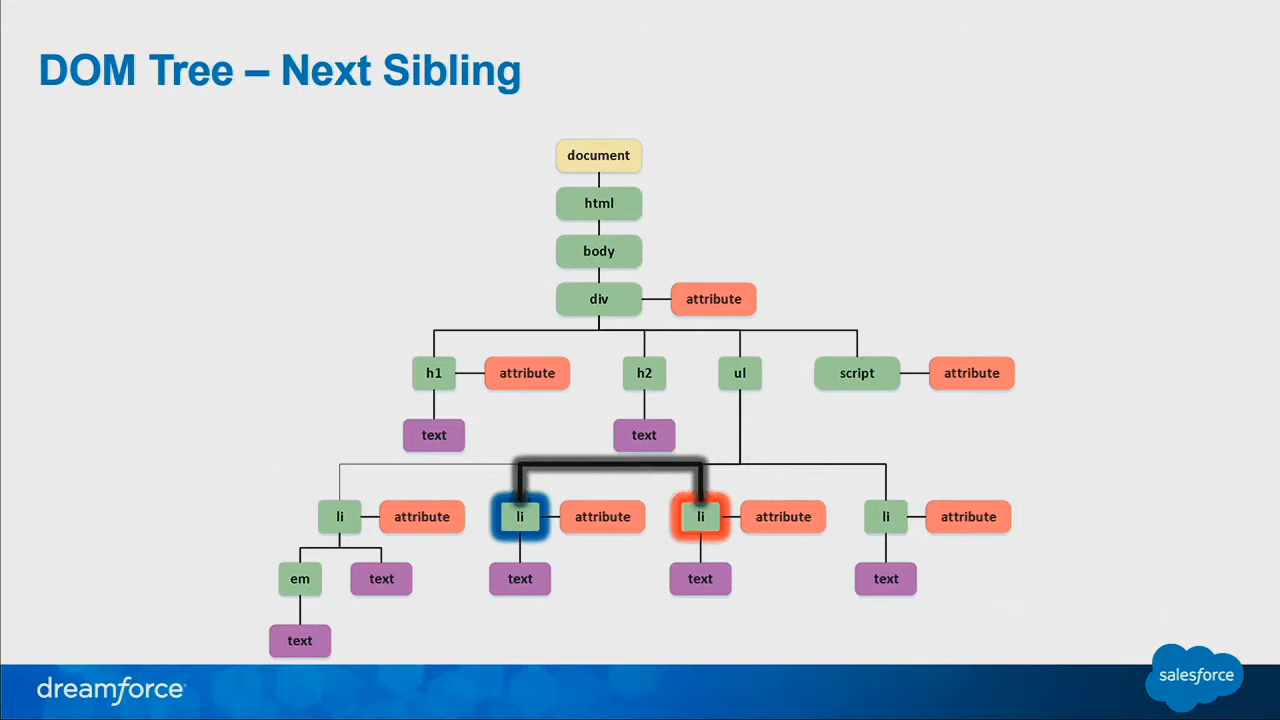 DOM Tree – Next Sibling
document
html
body
div attribute
h1 attribute h2 ul script attribute
text text
li attribute li attribute li attribute li attribute
em text text text text
text
dreamforce
salesforce